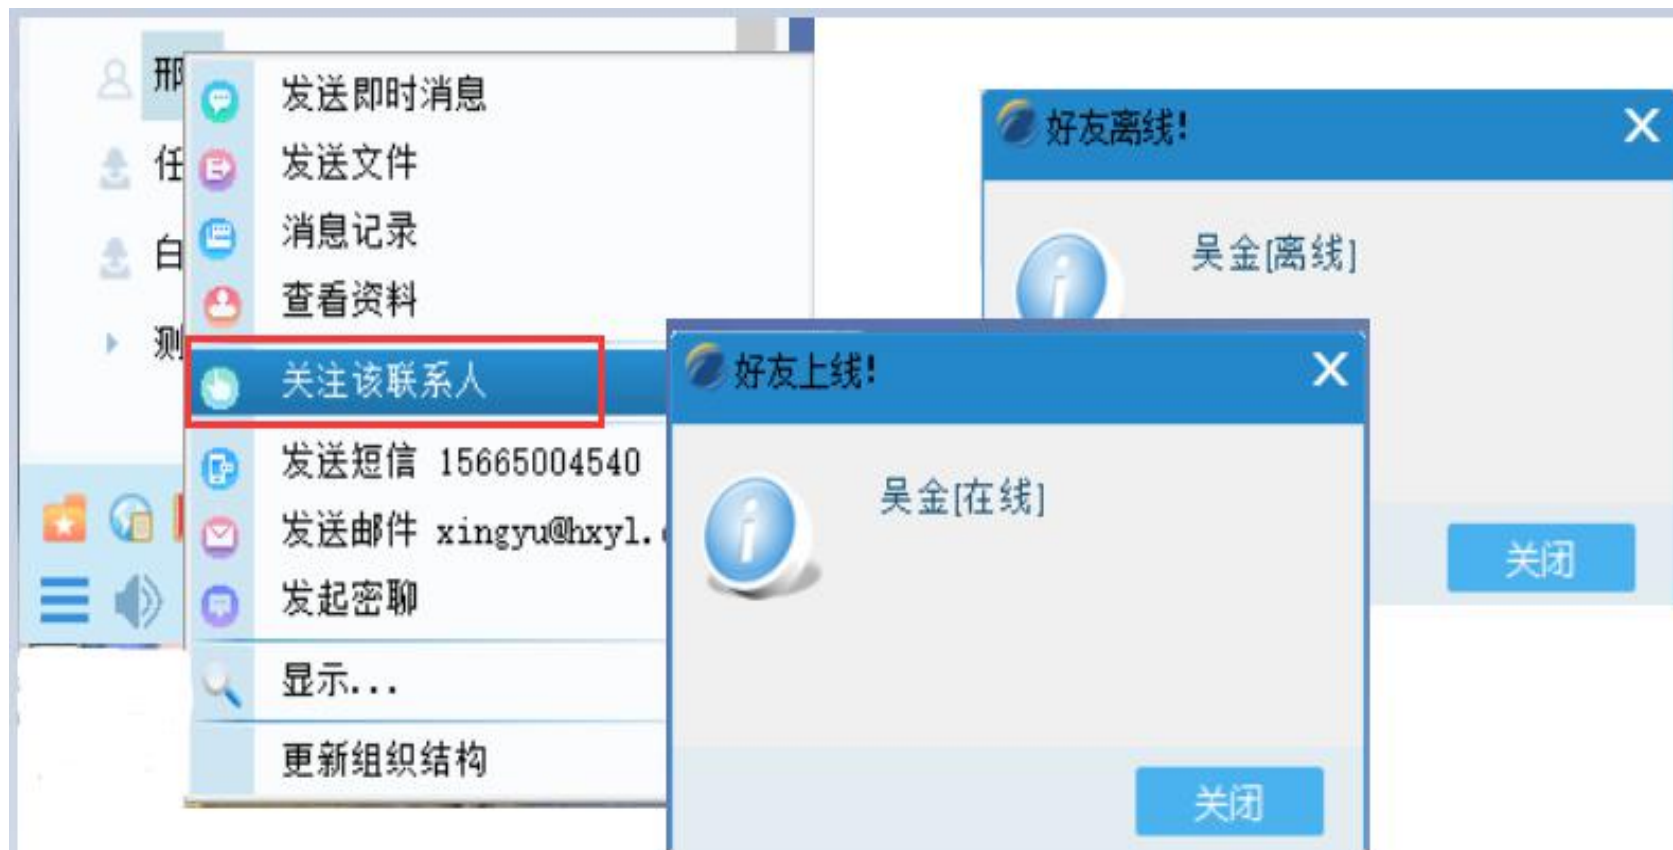 邢
任
白
测
发送即时消息
发送文件
消息记录
查看资料
关注该联系人
发送短信 15665004540
发送邮件 xingyu@hxyl.
发起密聊
显示...
更新组织结构
好友离线!
吴金[离线]
关闭
好友上线!
吴金[在线]
关闭